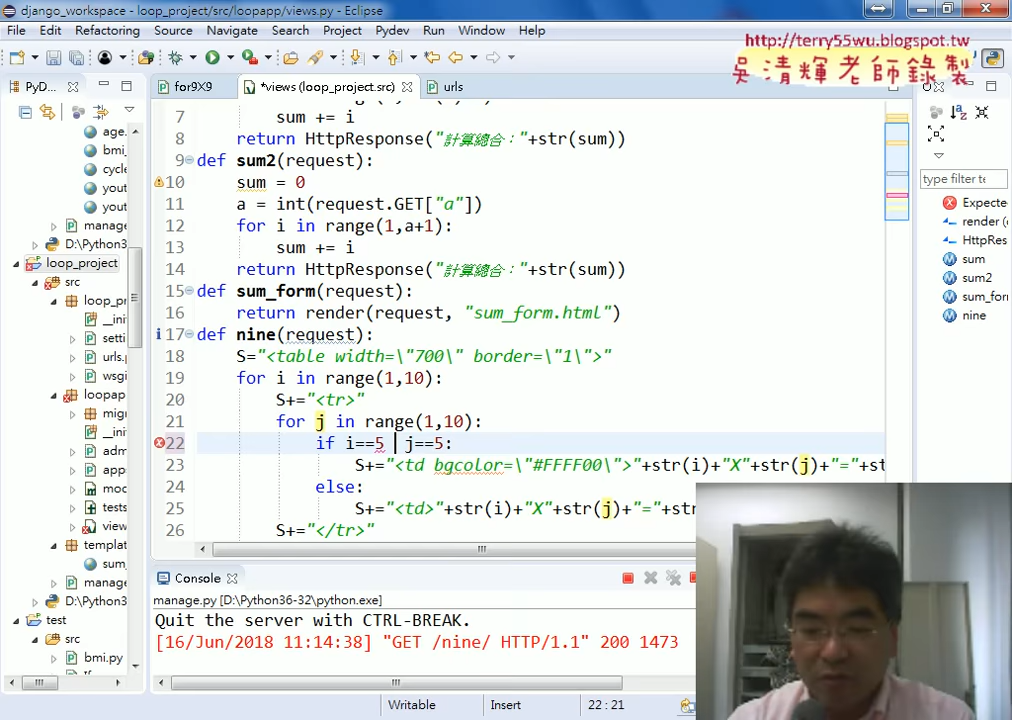 django_workspace - loop_project/src/loopapp/views.py - Eclipse
File Edit Refactoring Source Navigate Search Project Pydev Run Window Help
http://terry55wu.blogspot.tw
吳清輝老師錄製
PyD...
for9X9
*views (loop_project.src)
urls
age.
bmi_
cycle
yout
yout
manage
D:\Python3
loop_project
src
loop_pr
__ini
setti
urls.
wsgi
loopap
migr
__ini
adm
apps
mod
tests
view
templat
sum_
manage
D:\Python3
test
src
bmi.py
7 sum += i
8 return HttpResponse("計算總合："+str(sum))
9 def sum2(request):
10 sum = 0
11 a = int(request.GET["a"])
12 for i in range(1,a+1):
13 sum += i
14 return HttpResponse("計算總合："+str(sum))
15 def sum_form(request):
16 return render(request, "sum_form.html")
17 def nine(request):
18 S="<table width=\"700\" border=\"1\">"
19 for i in range(1,10):
20 S+="<tr>"
21 for j in range(1,10):
22 if i==5 j==5:
23 S+="<td bgcolor=\"#FFFF00\">"+str(i)+"X"+str(j)+"="+st
24 else:
25 S+="<td>"+str(i)+"X"+str(j)+"="+str
26 S+="</tr>"
type filter te
Expecte
render (
HttpRes
sum
sum2
sum_for
nine
Console
manage.py [D:\Python36-32\python.exe]
Quit the server with CTRL-BREAK.
[16/Jun/2018 11:14:38] "GET /nine/ HTTP/1.1" 200 1473
Writable Insert 22 : 21